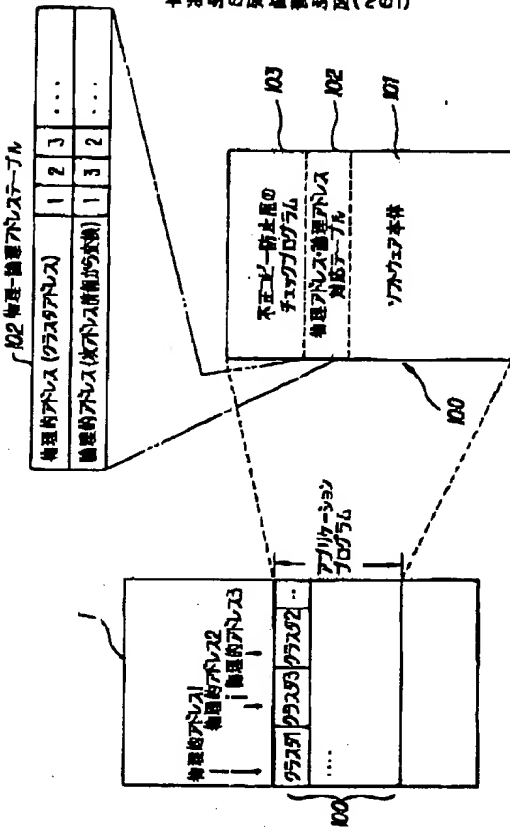 102 物理-論理アドレステーブル
物理的アドレス(クラスタアドレス) 1 2 3 ....
論理的アドレス(次アドレス情報から変換) 1 3 2 ....
1
物理的アドレス1
物理的アドレス2
物理的アドレス3
クラスタ1 クラスタ3 クラスタ2 ..
....
100
アプリケーション
プログラム
不正コピー防止用の
チェックプログラム
103
物理アドレス・論理アドレス
対応テーブル
102
ソフトウェア本体
101
100